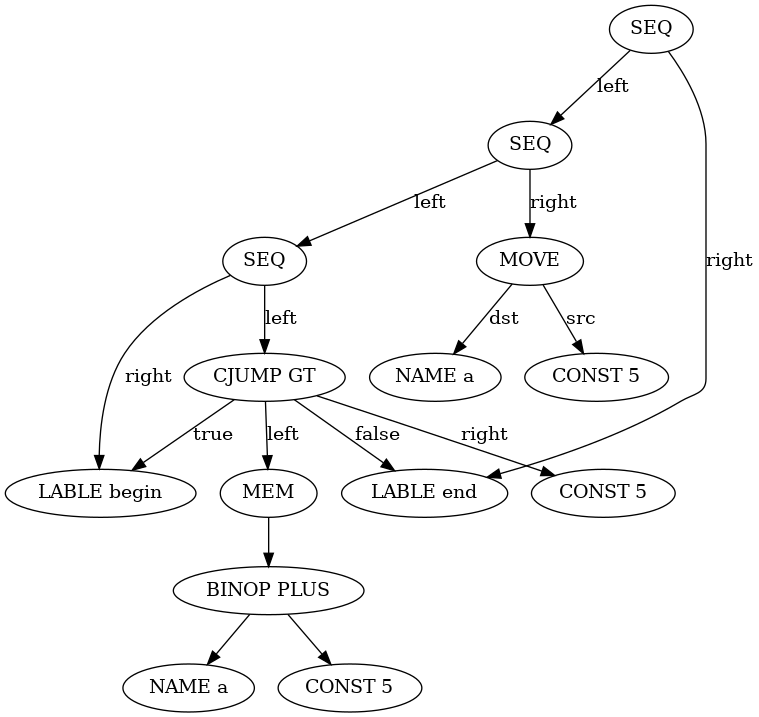 SEQ
left
SEQ
left
right
right
SEQ
MOVE
left
dst
src
right
CJUMP GT
NAME a
CONST 5
true
left
false
right
LABLE begin
MEM
LABLE end
CONST 5
BINOP PLUS
NAME a
CONST 5